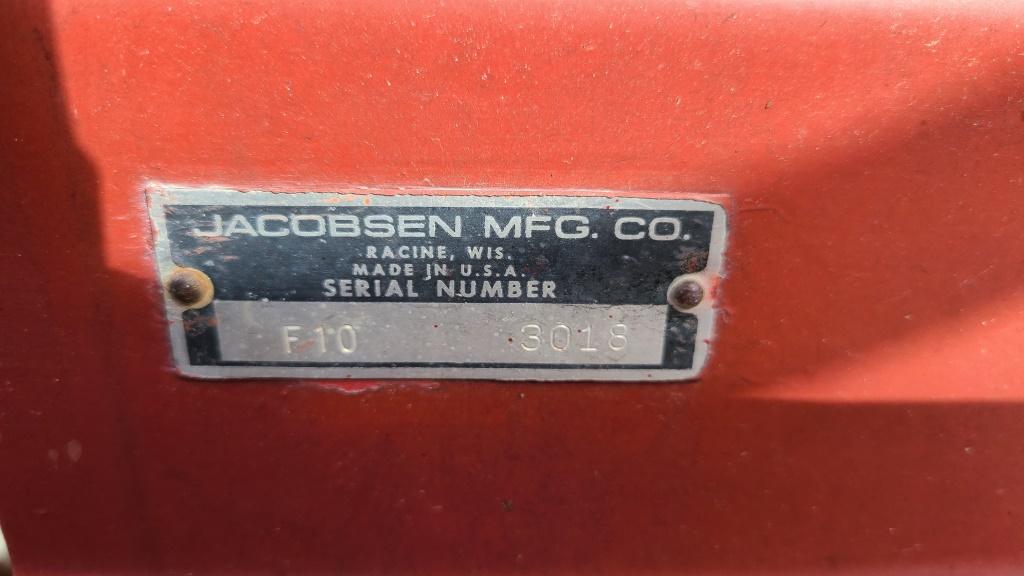 JACOBSEN MFG. CO.
RACINE, WIS.
MADE IN U.S.A.
SERIAL NUMBER
F10 3018